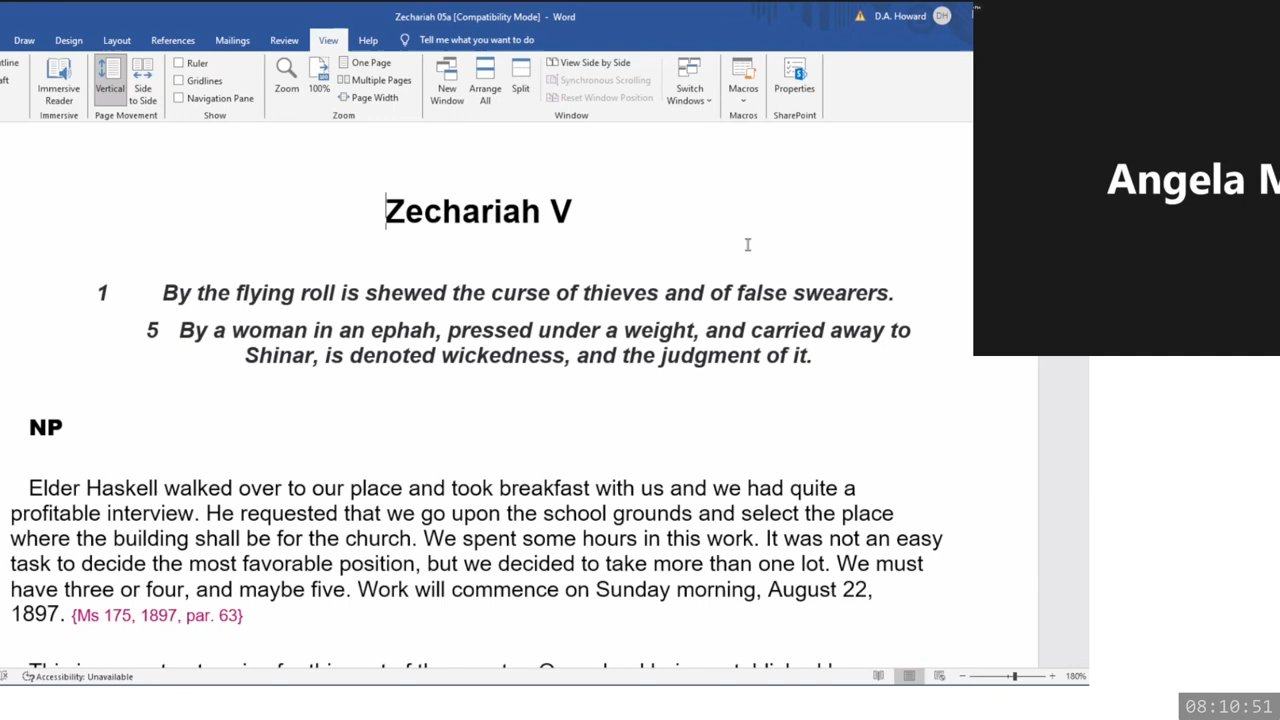 Zechariah 05a [Compatibility Mode] - Word
D.A. Howard DH
Draw Design Layout References Mailings Review View Help Tell me what you want to do
Immersive Reader
Vertical
Side to Side
Ruler
Gridlines
Navigation Pane
Zoom
100%
One Page
Multiple Pages
Page Width
New Window
Arrange All
Split
View Side by Side
Synchronous Scrolling
Reset Window Position
Switch Windows
Macros
Properties
Immersive Page Movement Show Zoom Window Macros SharePoint
Angela
Zechariah V
1 By the flying roll is shewed the curse of thieves and of false swearers.
5 By a woman in an ephah, pressed under a weight, and carried away to
Shinar, is denoted wickedness, and the judgment of it.
NP
Elder Haskell walked over to our place and took breakfast with us and we had quite a
profitable interview. He requested that we go upon the school grounds and select the place
where the building shall be for the church. We spent some hours in this work. It was not an easy
task to decide the most favorable position, but we decided to take more than one lot. We must
have three or four, and maybe five. Work will commence on Sunday morning, August 22,
1897. {Ms 175, 1897, par. 63}
Accessibility: Unavailable
180%
08:10:51